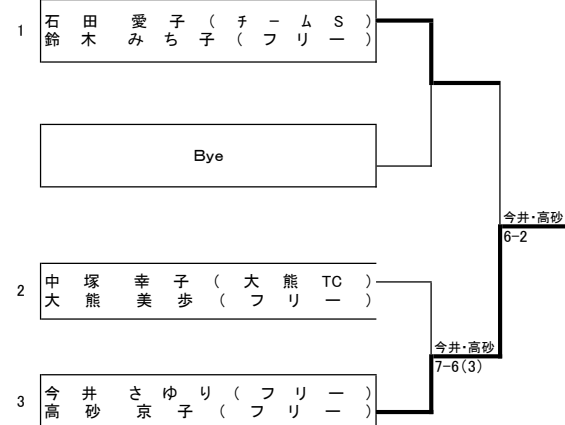 1
石田 愛子(チームS)
鈴木 みち子(フリー)
Bye
今井・高砂
6-2
2
中塚 幸子(大熊TC)
大熊 美歩(フリー)
今井・高砂
7-6(3)
3
今井 さゆり(フリー)
高砂 京子(フリー)